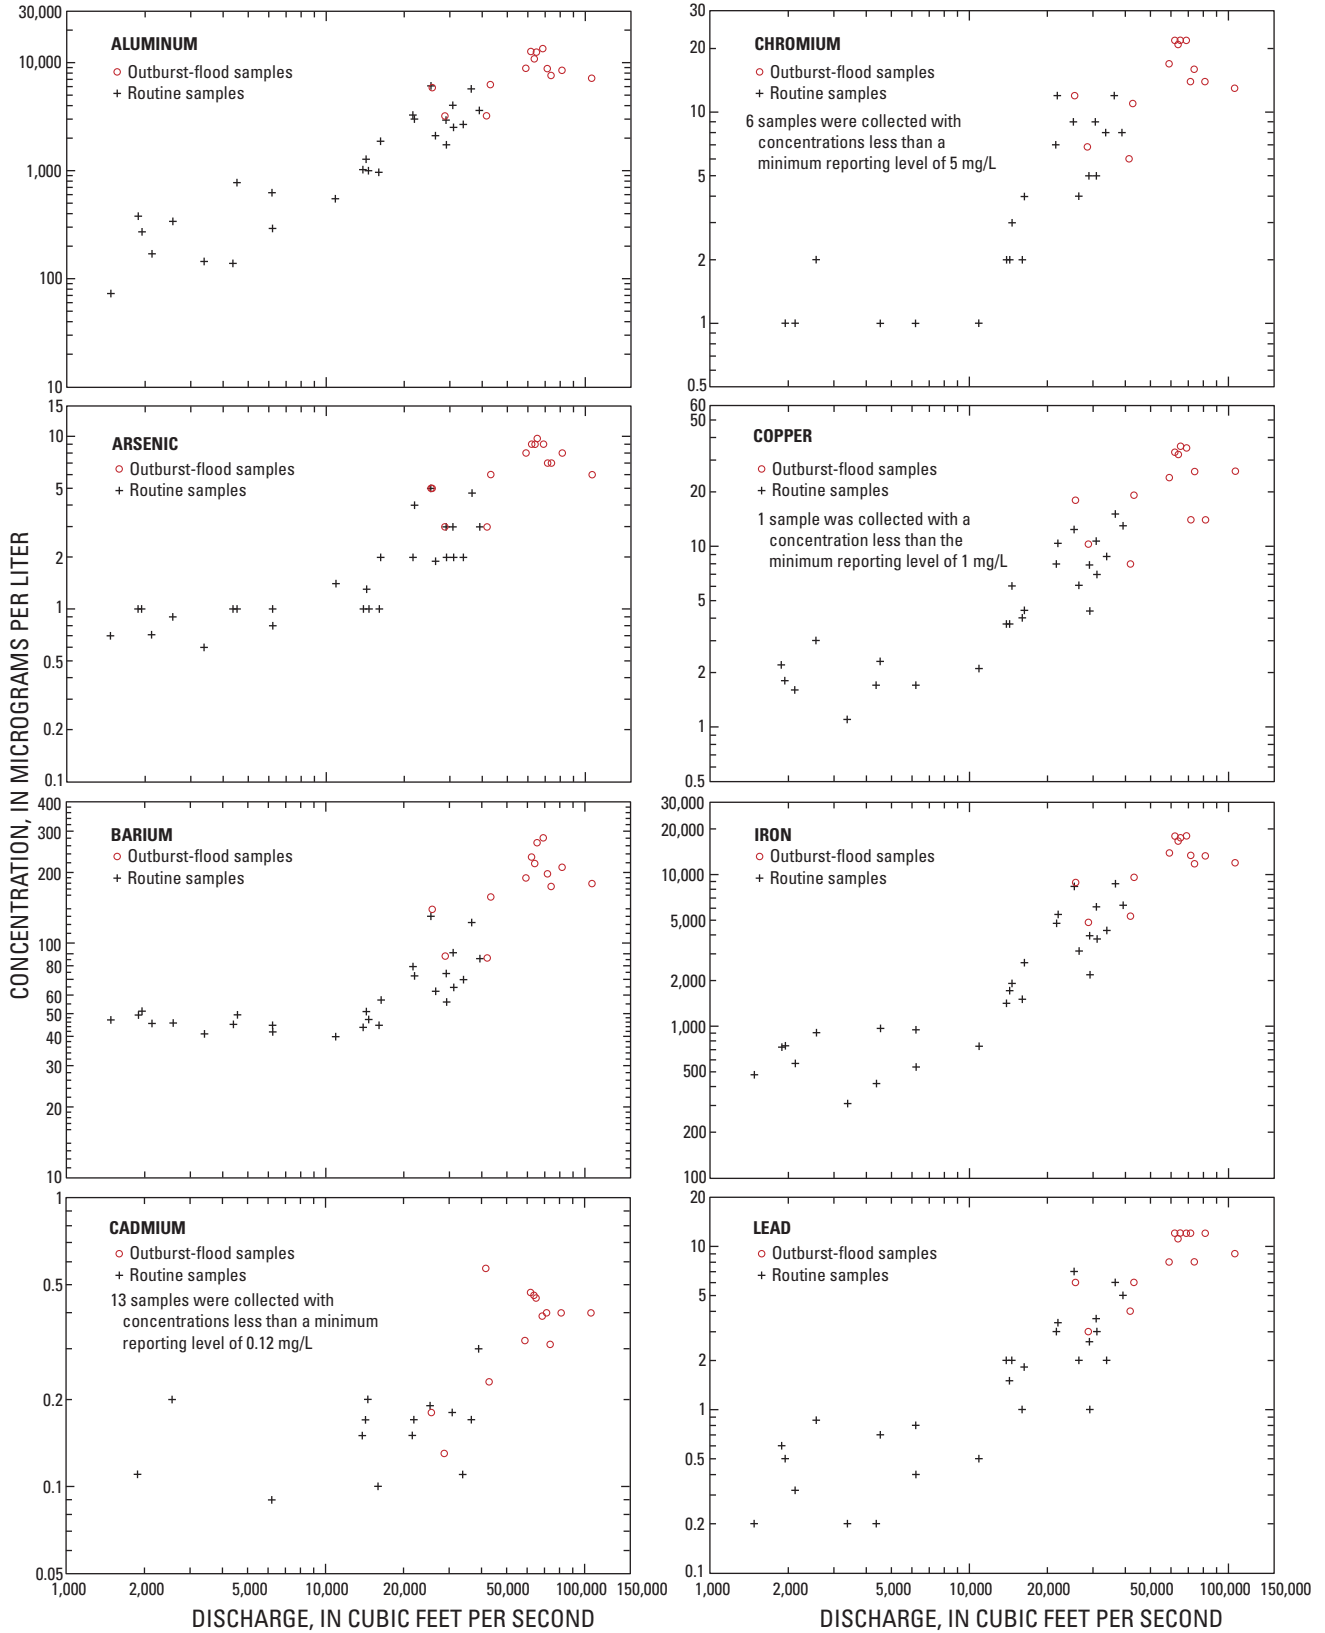 CONCENTRATION, IN MICROGRAMS PER LITER
30,000
10,000
1,000
100
10
ALUMINUM
Outburst-flood samples
Routine samples
30
20
10
5
2
1
0.5
CHROMIUM
Outburst-flood samples
Routine samples
6 samples were collected with
concentrations less than a
minimum reporting level of 5 mg/L
15
10
5
2
1
0.5
0.2
0.1
ARSENIC
Outburst-flood samples
Routine samples
60
50
20
10
5
2
1
0.5
COPPER
Outburst-flood samples
Routine samples
1 sample was collected with a
concentration less than the
minimum reporting level of 1 mg/L
400
300
200
100
80
60
50
40
30
20
10
BARIUM
Outburst-flood samples
Routine samples
30,000
20,000
10,000
5,000
2,000
1,000
500
200
100
IRON
Outburst-flood samples
Routine samples
1
0.5
0.2
0.1
0.05
CADMIUM
Outburst-flood samples
Routine samples
13 samples were collected with
concentrations less than a minimum
reporting level of 0.12 mg/L
1,000 2,000 5,000 10,000 20,000 50,000 100,000 150,000
DISCHARGE, IN CUBIC FEET PER SECOND
20
10
5
2
1
0.5
0.2
0.1
LEAD
Outburst-flood samples
Routine samples
1,000 2,000 5,000 10,000 20,000 50,000 100,000 150,000
DISCHARGE, IN CUBIC FEET PER SECOND